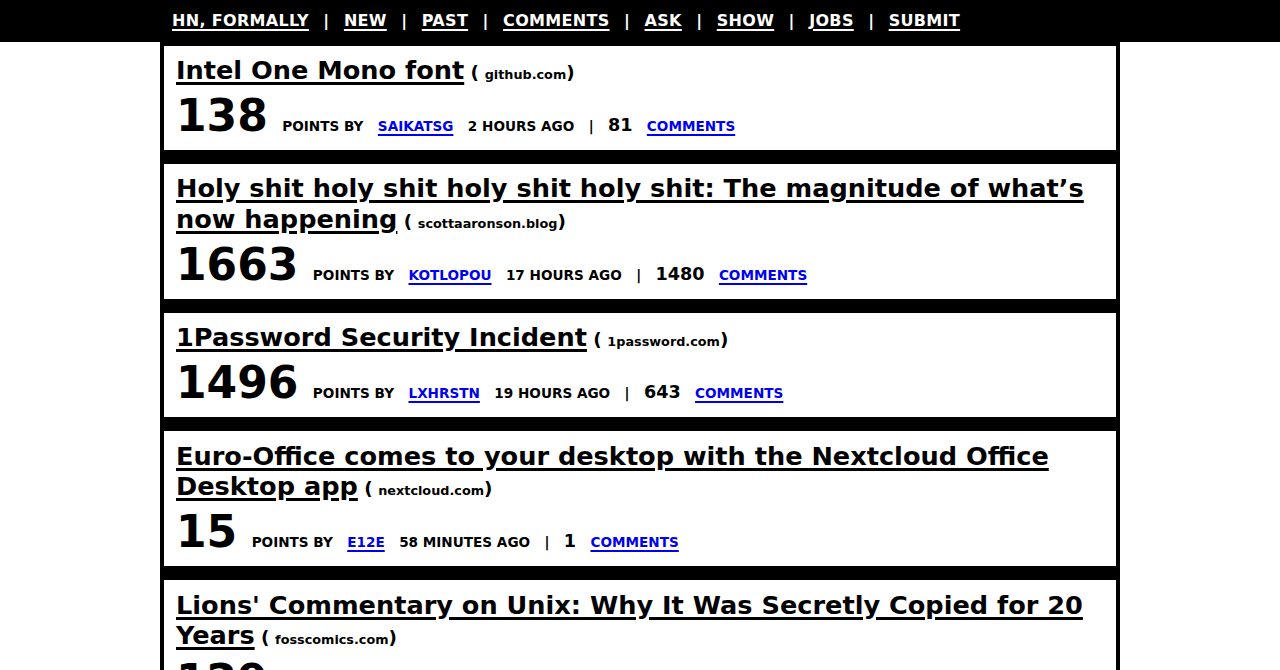 HN, FORMALLY | NEW | PAST | COMMENTS | ASK | SHOW | JOBS | SUBMIT
Intel One Mono font ( github.com)
138 POINTS BY SAIKATSG 2 HOURS AGO | 81 COMMENTS
Holy shit holy shit holy shit holy shit: The magnitude of what’s
now happening ( scottaaronson.blog)
1663 POINTS BY KOTLOPOU 17 HOURS AGO | 1480 COMMENTS
1Password Security Incident ( 1password.com)
1496 POINTS BY LXHRSTN 19 HOURS AGO | 643 COMMENTS
Euro-Office comes to your desktop with the Nextcloud Office
Desktop app ( nextcloud.com)
15 POINTS BY E12E 58 MINUTES AGO | 1 COMMENTS
Lions' Commentary on Unix: Why It Was Secretly Copied for 20
Years ( fosscomics.com)